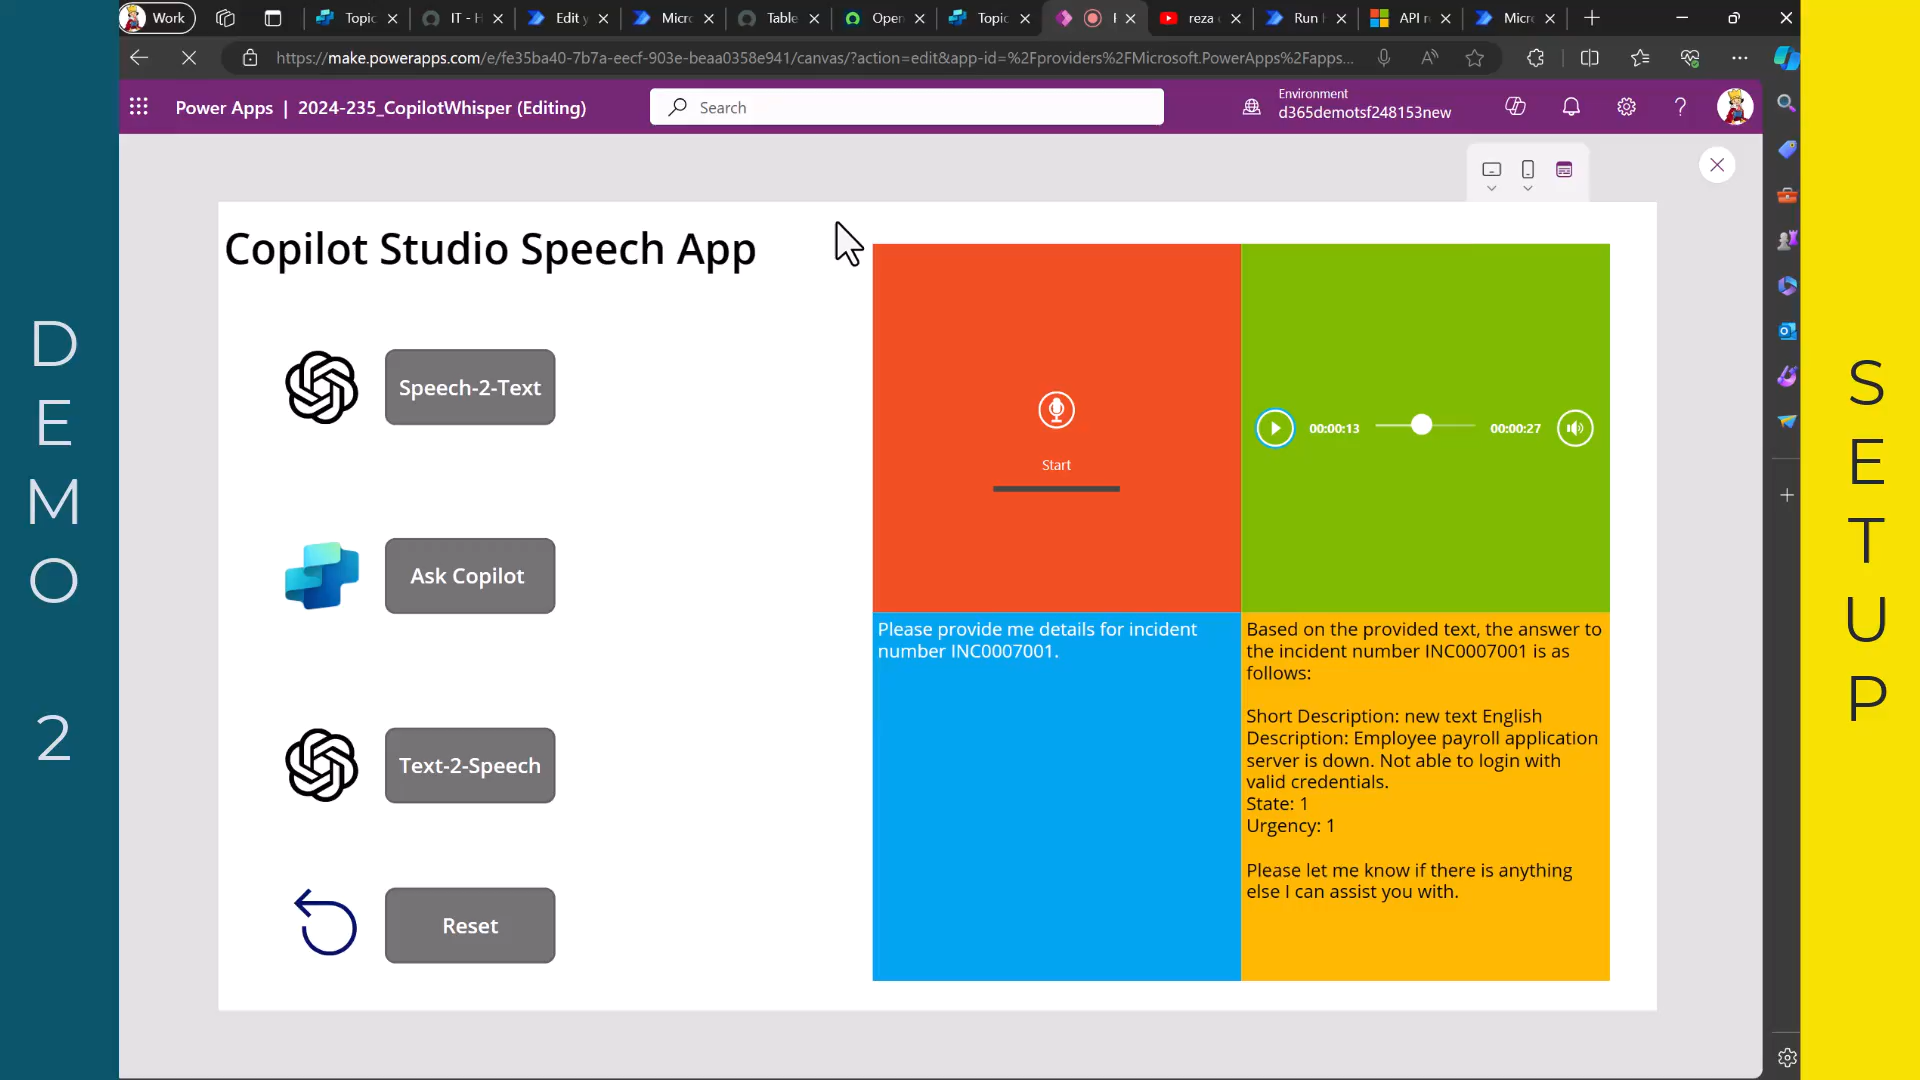 Work
Topic
IT - H
Edit y
Micro
Table
Open
Topic
reza c
Run
API r
Micro
https://make.powerapps.com/e/fe35ba40-7b7a-eecf-903e-beaa0358e941/canvas/?action=edit&app-id=%2Fproviders%2FMicrosoft.PowerApps%2Fapps...
Power Apps | 2024-235_CopilotWhisper (Editing)
Search
Environment
d365demotsf248153new
Copilot Studio Speech App
Speech-2-Text
Ask Copilot
Text-2-Speech
Reset
Start
00:00:13
00:00:27
Please provide me details for incident
number INC0007001.
Based on the provided text, the answer to
the incident number INC0007001 is as
follows:
Short Description: new text English
Description: Employee payroll application
server is down. Not able to login with
valid credentials.
State: 1
Urgency: 1
Please let me know if there is anything
else I can assist you with.
DEMO 2
SETUP